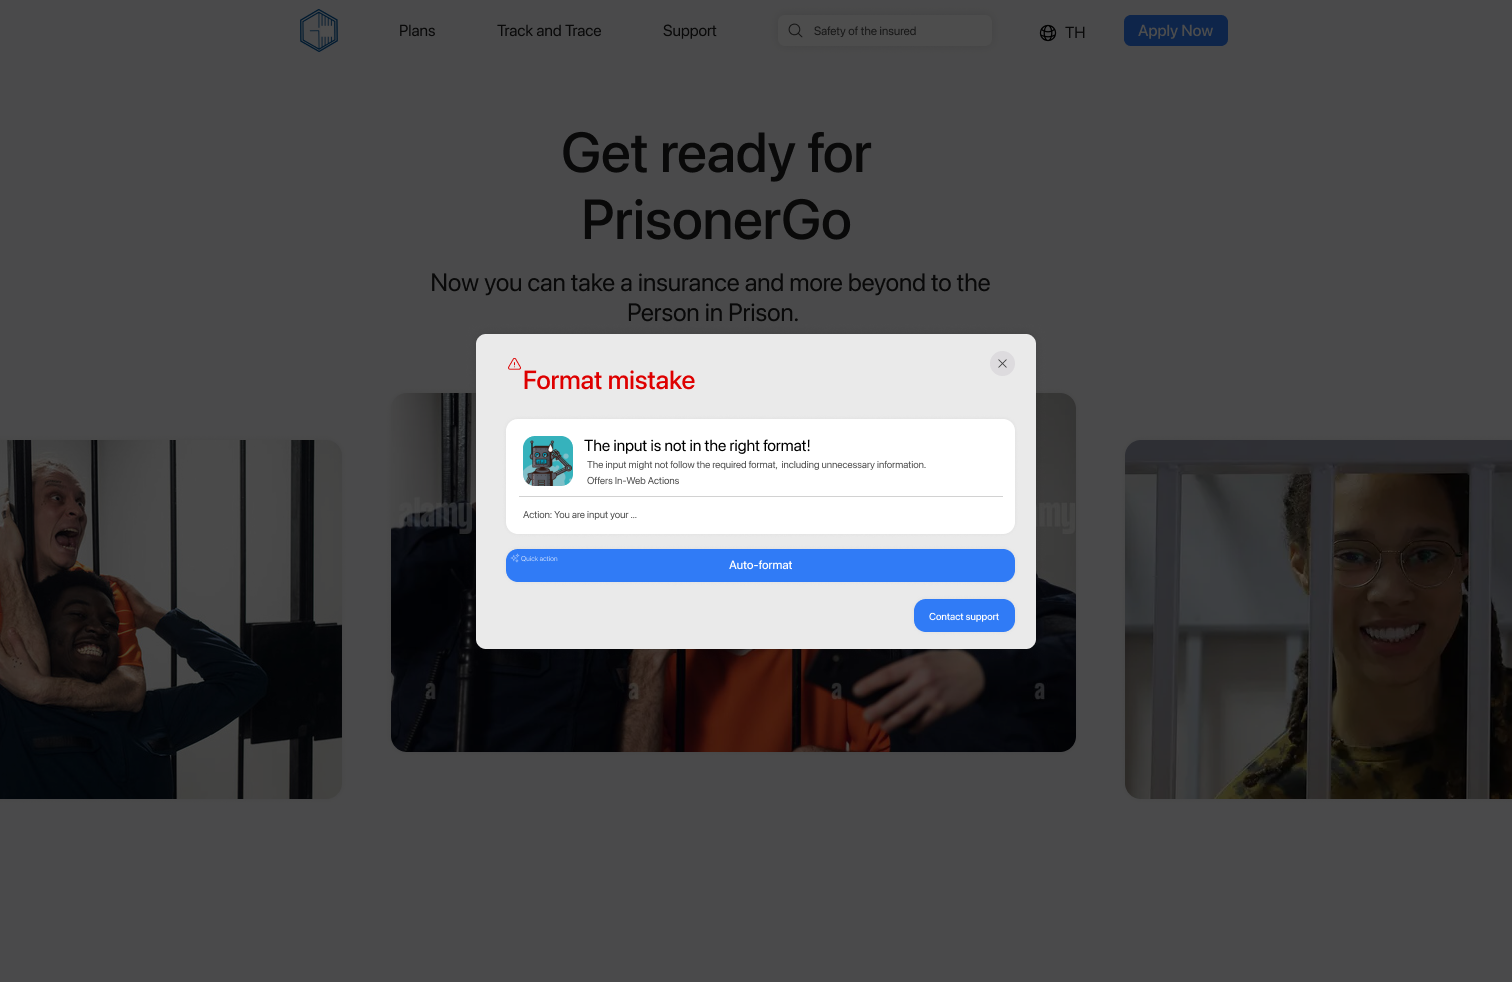 Plans
Track and Trace
Support
Safety of the insured
TH
Apply Now
Get ready for
PrisonerGo
Now you can take a insurance and more beyond to the
Person in Prison.
Format mistake
The input is not in the right format!
The input might not follow the required format, including unnecessary information.
Offers In-Web Actions
Action: You are input your ...
Quick action
Auto-format
Contact support
alamy
my
a
a
a
a